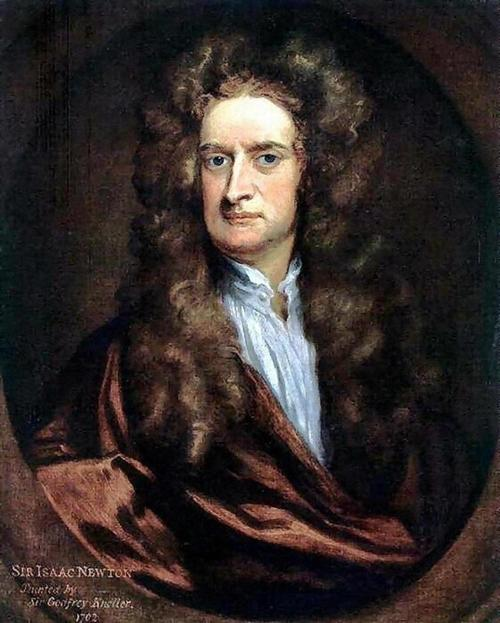 SIR ISAAC NEWTON
Painted by
Sir Godfrey Kneller.
1702